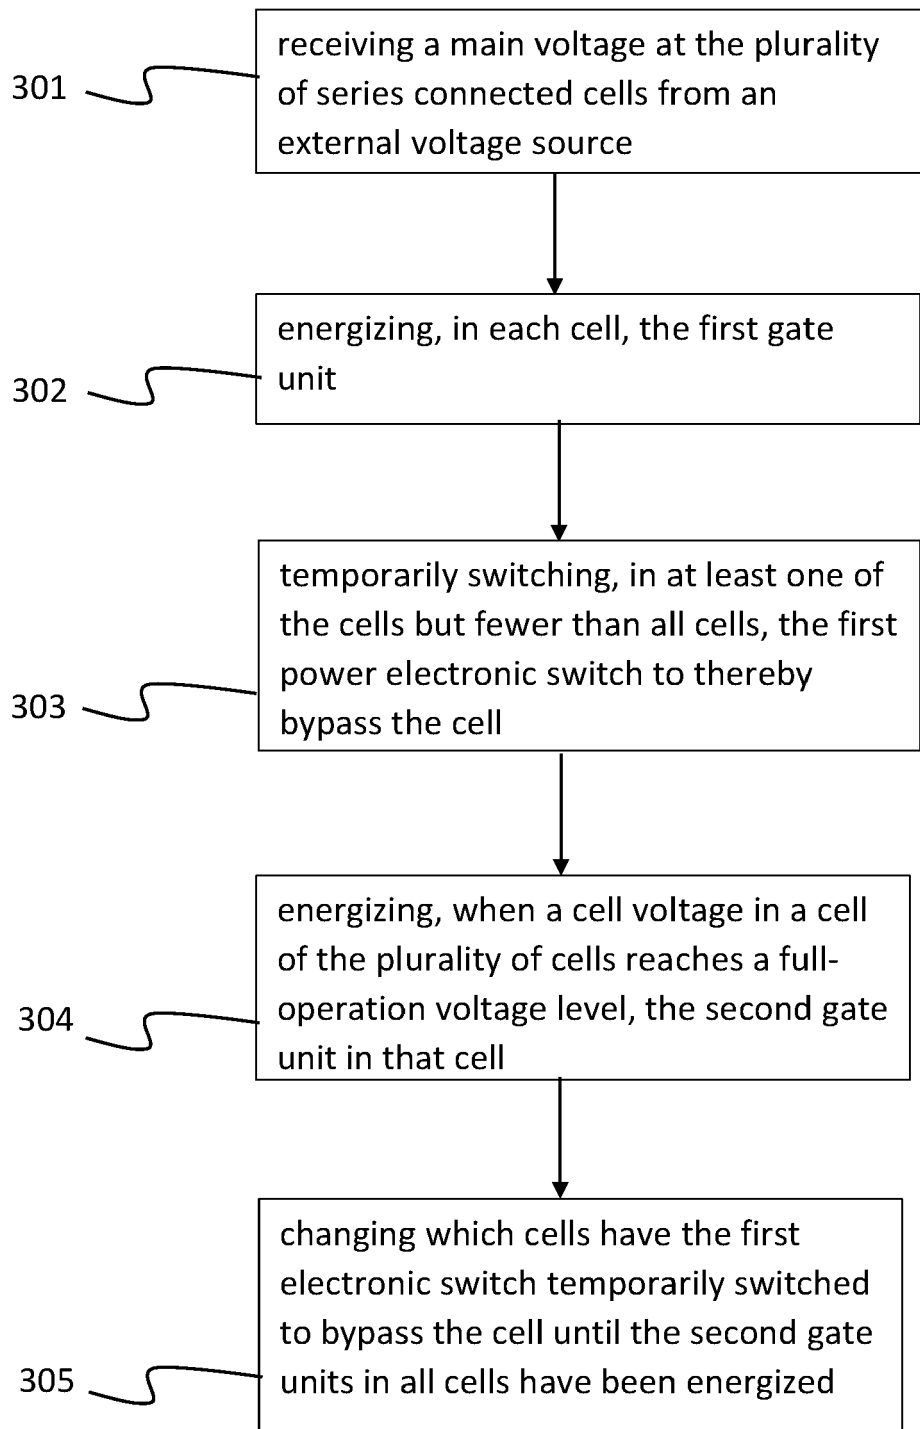 301
receiving a main voltage at the plurality
of series connected cells from an
external voltage source
302
energizing, in each cell, the first gate
unit
303
temporarily switching, in at least one of
the cells but fewer than all cells, the first
power electronic switch to thereby
bypass the cell
304
energizing, when a cell voltage in a cell
of the plurality of cells reaches a full-
operation voltage level, the second gate
unit in that cell
305
changing which cells have the first
electronic switch temporarily switched
to bypass the cell until the second gate
units in all cells have been energized